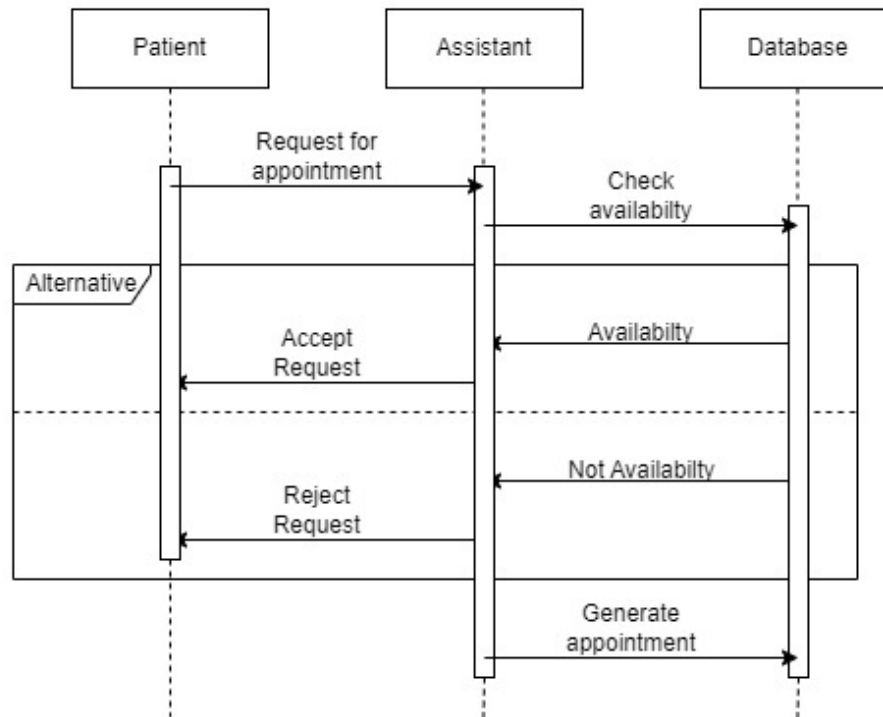 Patient
Assistant
Database
Request for
appointment
Check
availabilty
Alternative
Availabilty
Accept
Request
Not Availabilty
Reject
Request
Generate
appointment